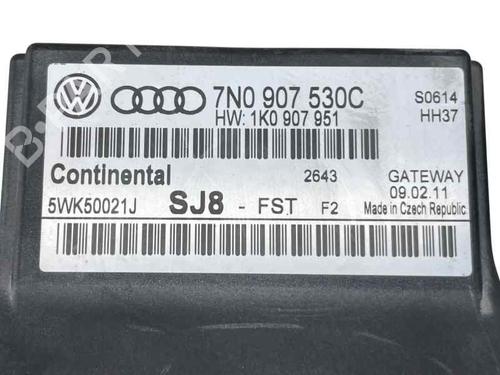 7N0 907 530C
HW: 1K0 907 951
S0614
HH37
Continental
2643
GATEWAY
09.02.11
5WK50021J
SJ8 - FST F2
Made in Czech Republic